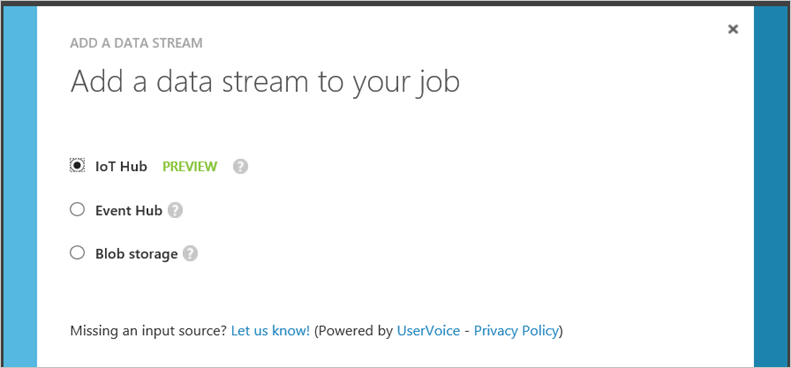 ADD A DATA STREAM
Add a data stream to your job
IoT Hub PREVIEW ?
Event Hub ?
Blob storage ?
Missing an input source? Let us know! (Powered by UserVoice - Privacy Policy)